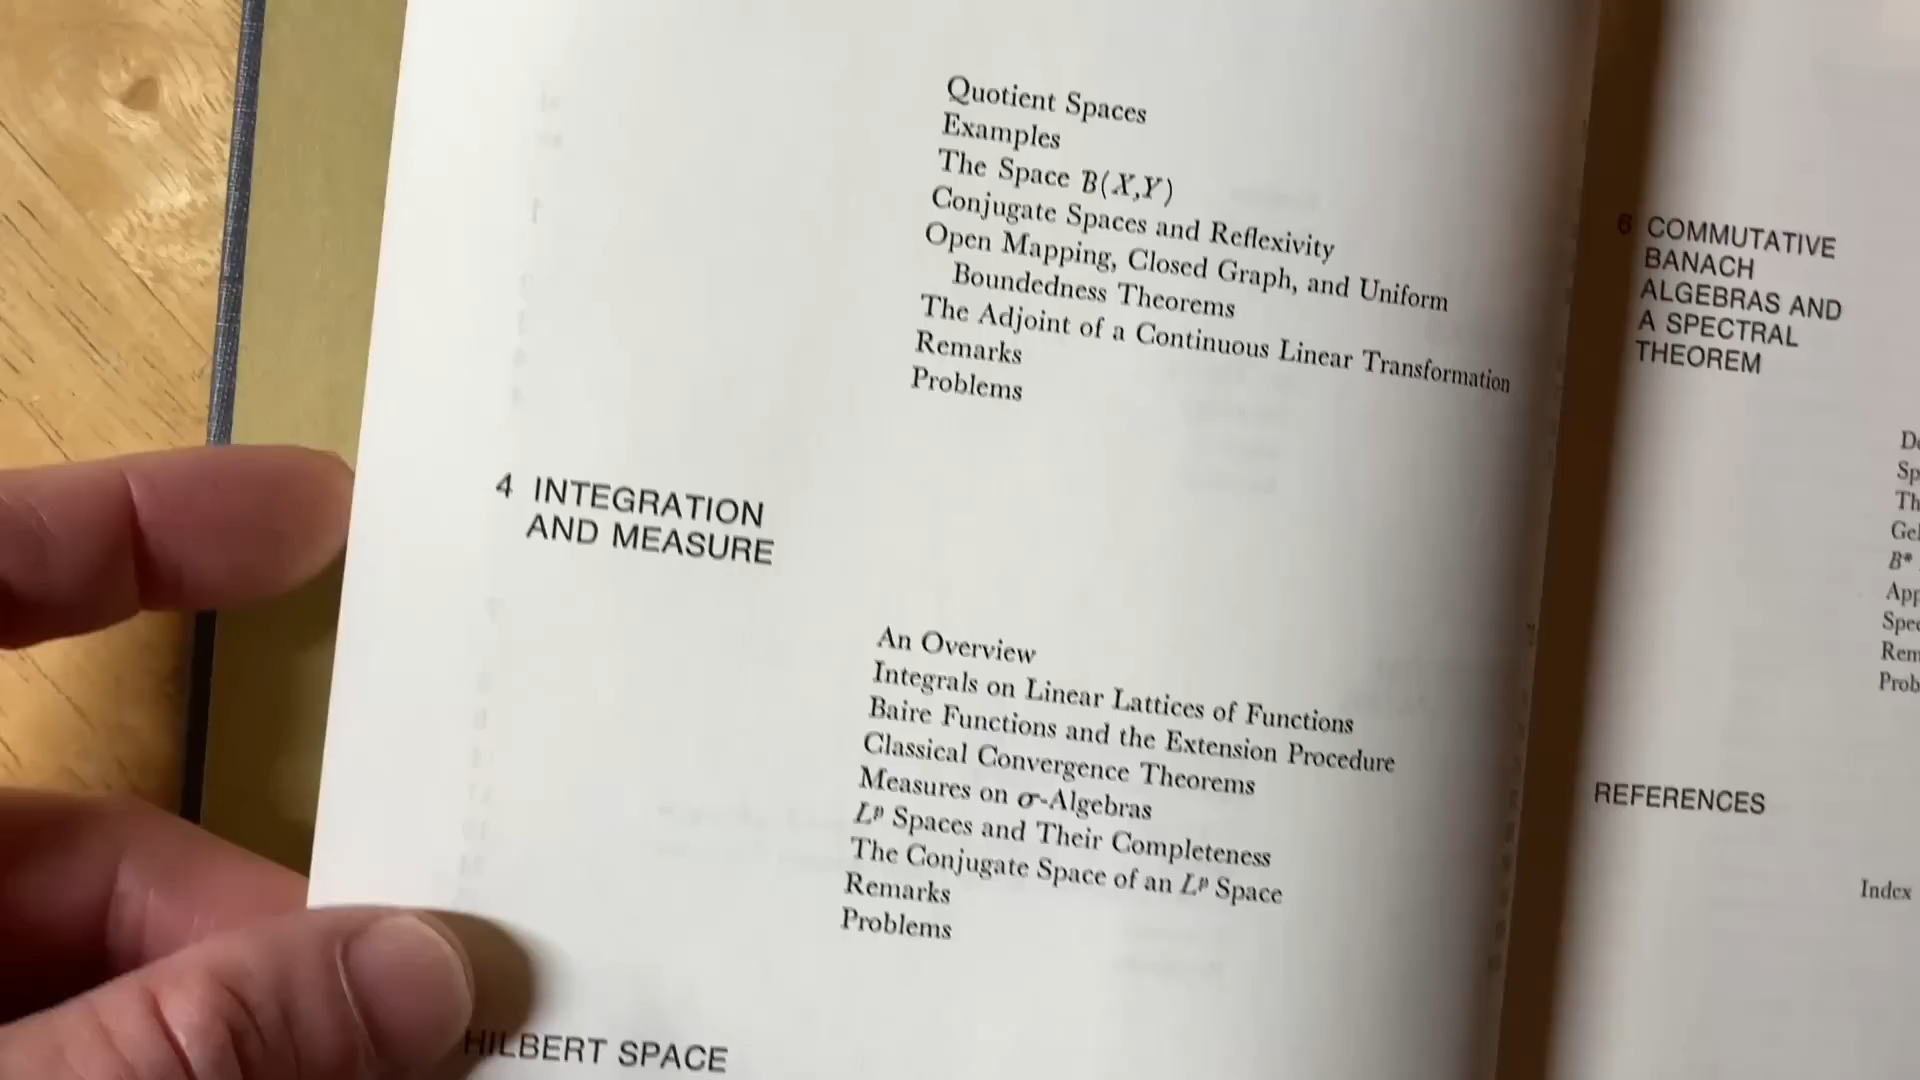 Quotient Spaces
Examples
The Space B(X,Y)
Conjugate Spaces and Reflexivity
Open Mapping, Closed Graph, and Uniform
Boundedness Theorems
The Adjoint of a Continuous Linear Transformation
Remarks
Problems
4 INTEGRATION
AND MEASURE
An Overview
Integrals on Linear Lattices of Functions
Baire Functions and the Extension Procedure
Classical Convergence Theorems
Measures on σ-Algebras
Lᵖ Spaces and Their Completeness
The Conjugate Space of an Lᵖ Space
Remarks
Problems
HILBERT SPACE
6 COMMUTATIVE
BANACH
ALGEBRAS AND
A SPECTRAL
THEOREM
B*
REFERENCES
Index